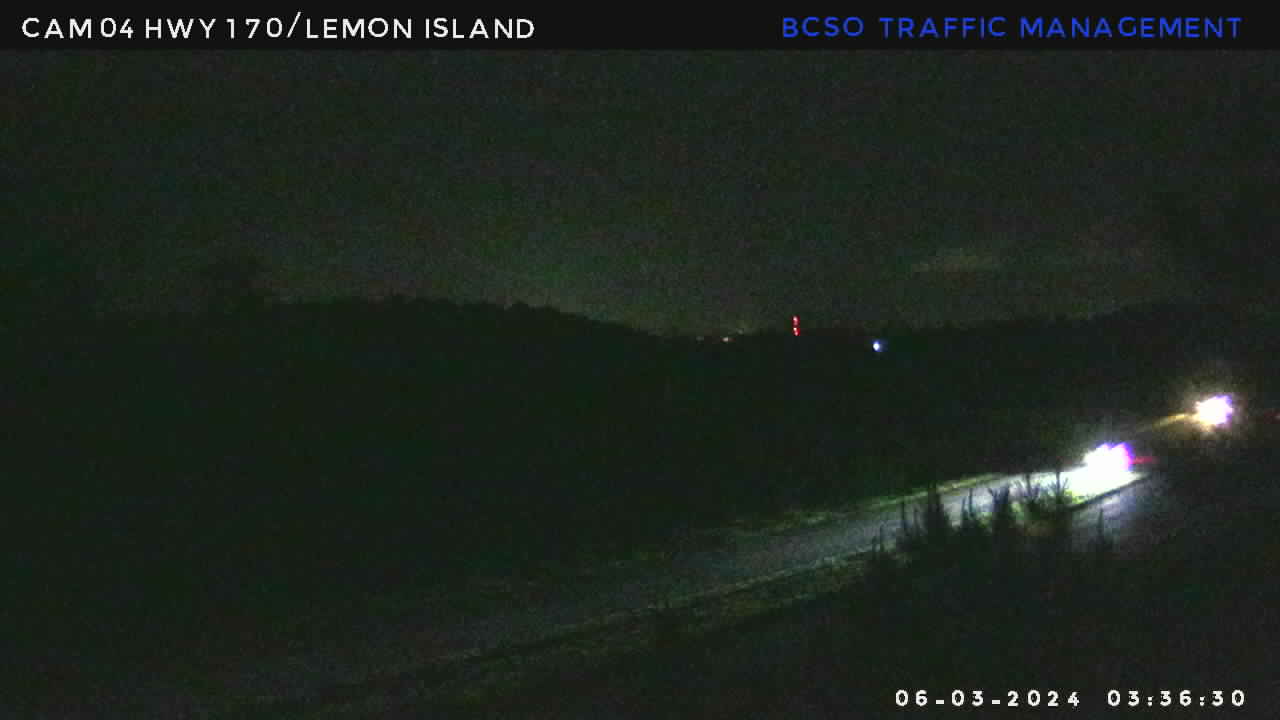 CAM04 HWY 170/LEMON ISLAND
BCSO TRAFFIC MANAGEMENT
06-03-2024 03:36:30